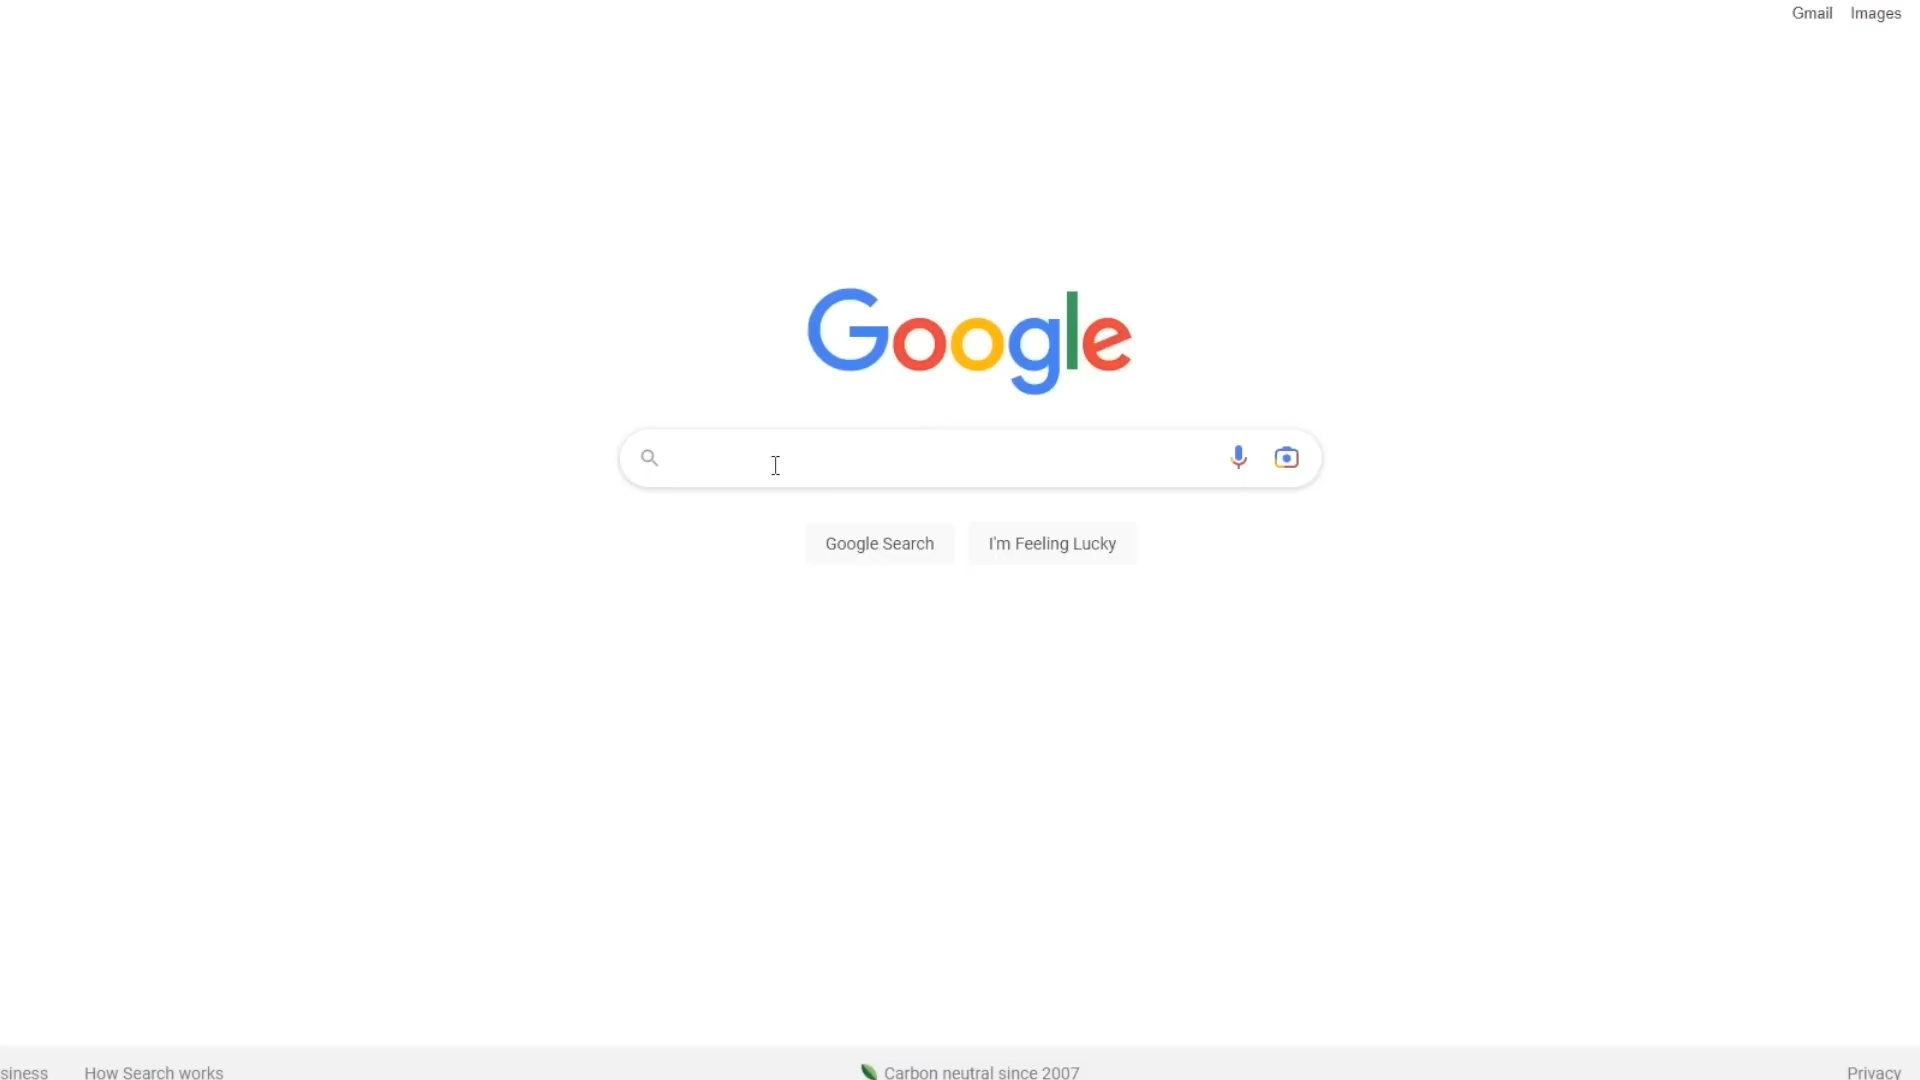 Gmail Images
Google
Google Search I'm Feeling Lucky
siness How Search works Carbon neutral since 2007 Privacy